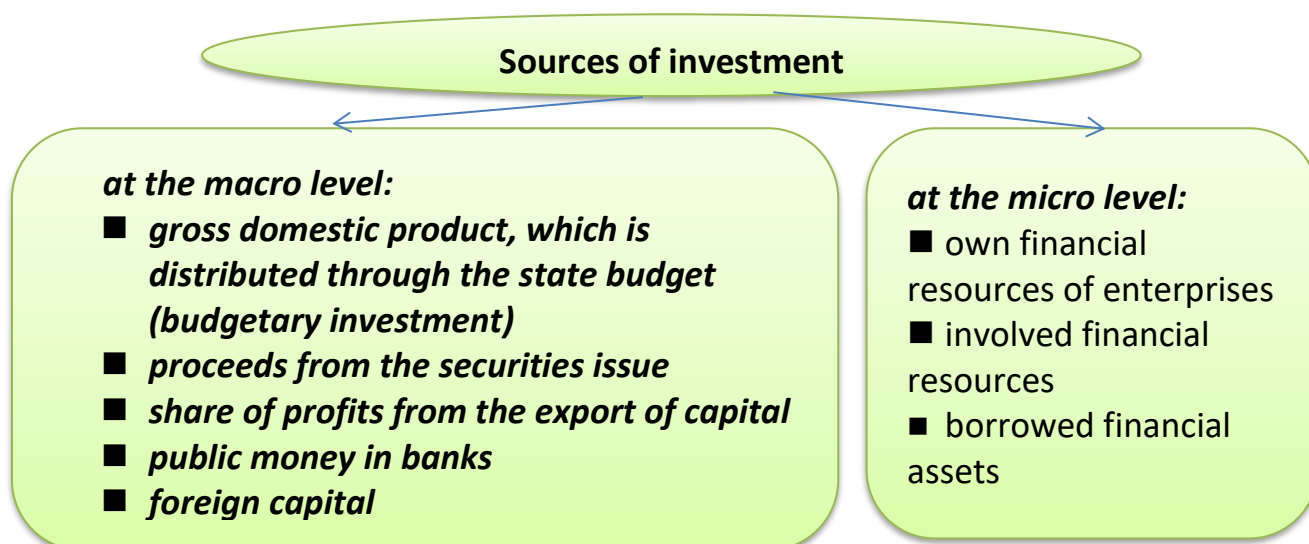 Sources of investment
at the macro level:
■ gross domestic product, which is
distributed through the state budget
(budgetary investment)
■ proceeds from the securities issue
■ share of profits from the export of capital
■ public money in banks
■ foreign capital
at the micro level:
■ own financial
resources of enterprises
■ involved financial
resources
■ borrowed financial
assets